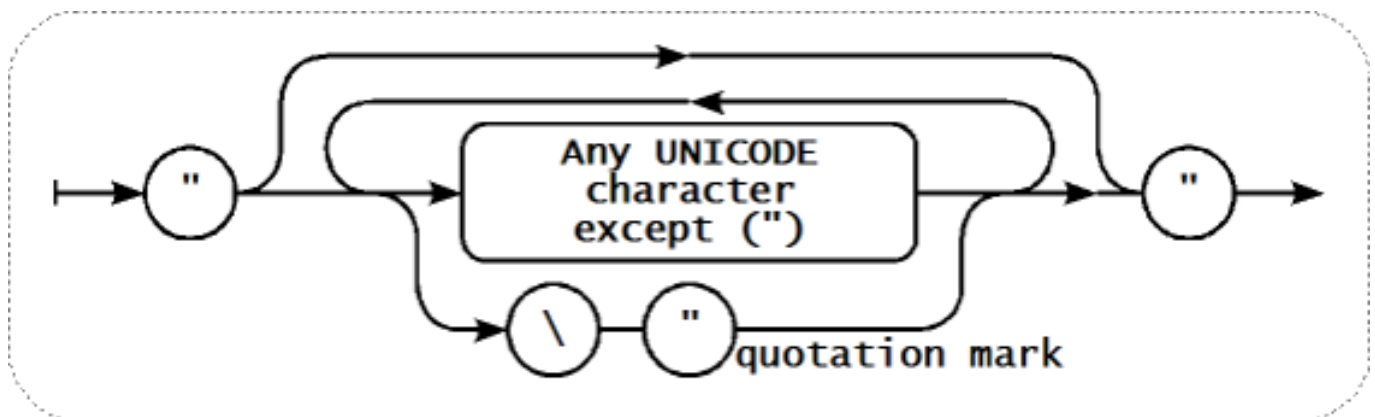 Any UNICODE
character
except (")
"
"
\
"
quotation mark